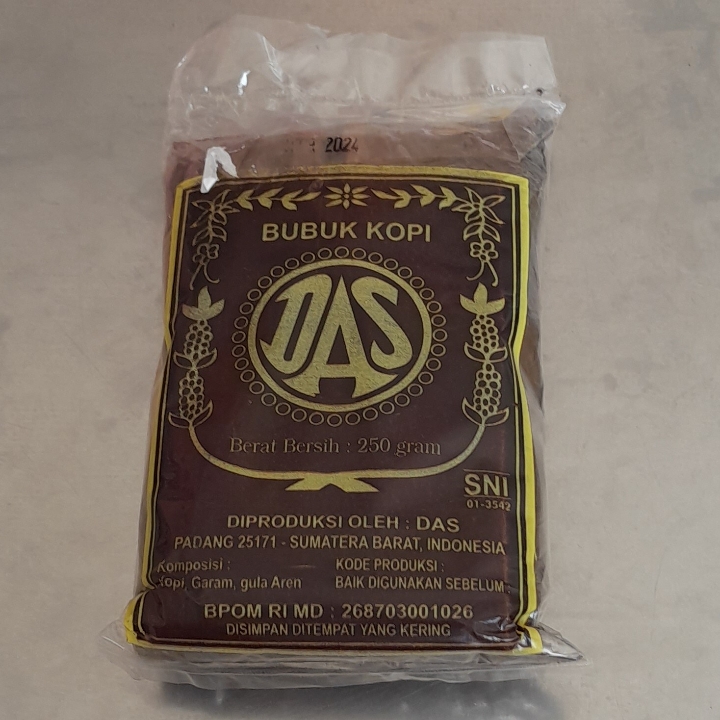 2024
BUBUK KOPI
DAS
Berat Bersih : 250 gram
SNI
01-3542
DIPRODUKSI OLEH : DAS
PADANG 25171 - SUMATERA BARAT, INDONESIA
Komposisi :
Kopi, Garam, gula Aren
KODE PRODUKSI :
BAIK DIGUNAKAN SEBELUM :
BPOM RI MD : 268703001026
DISIMPAN DITEMPAT YANG KERING